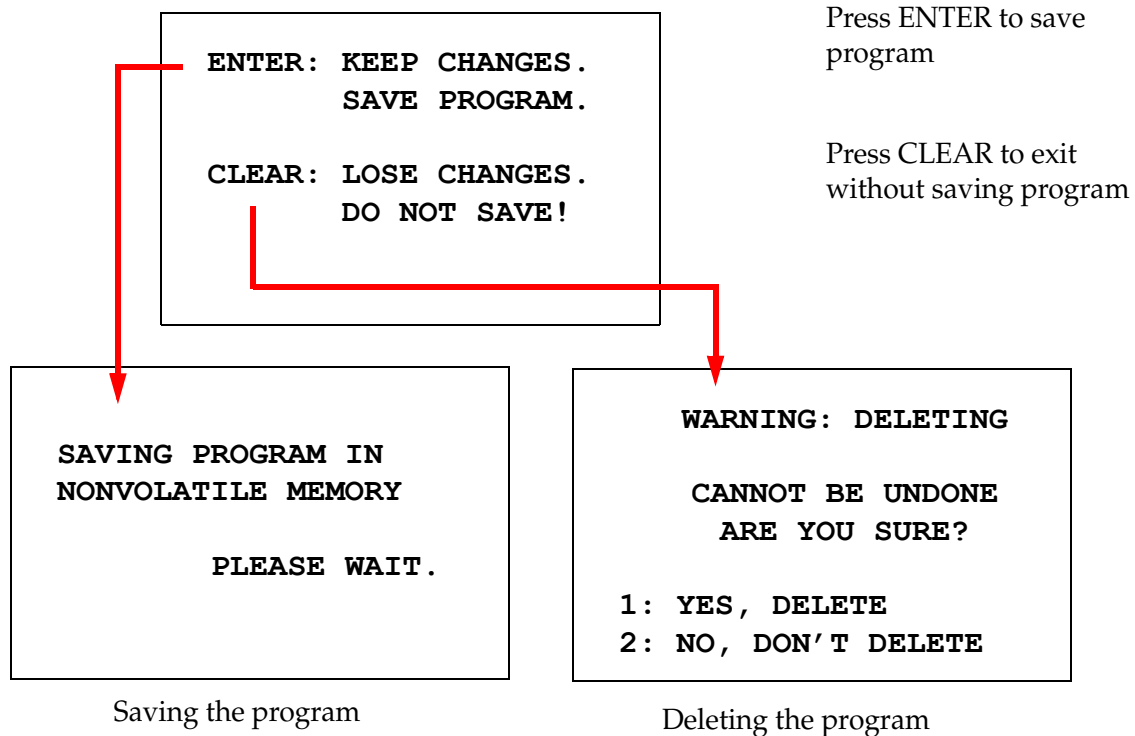 ENTER: KEEP CHANGES.
SAVE PROGRAM.
CLEAR: LOSE CHANGES.
DO NOT SAVE!
Press ENTER to save
program
Press CLEAR to exit
without saving program
SAVING PROGRAM IN
NONVOLATILE MEMORY
PLEASE WAIT.
Saving the program
WARNING: DELETING
CANNOT BE UNDONE
ARE YOU SURE?
1: YES, DELETE
2: NO, DON’T DELETE
Deleting the program